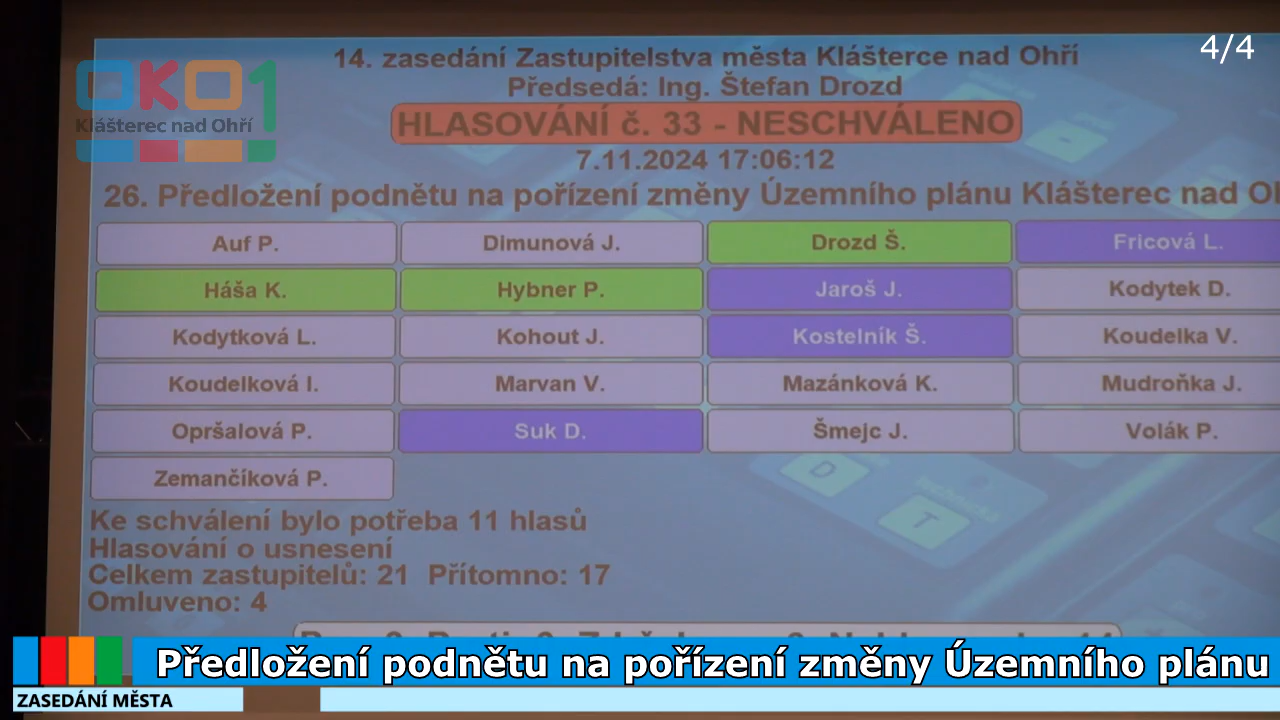 4/4
OKO1
Klášterec nad Ohří
14. zasedání Zastupitelstva města Klášterce nad Ohří
Předsedá: Ing. Štefan Drozd
HLASOVÁNÍ č. 33 - NESCHVÁLENO
7.11.2024 17:06:12
26. Předložení podnětu na pořízení změny Územního plánu Klášterec nad
Auf P. Dimunová J. Drozd Š. Fricová L.
Háša K. Hybner P. Jaroš J. Kodytek D.
Kodytková L. Kohout J. Kostelník Š. Koudelka V.
Koudelková I. Marvan V. Mazánková K. Mudroňka J.
Opršalová P. Suk D. Šmejc J. Volák P.
Zemančíková P.
D
T
Ke schválení bylo potřeba 11 hlasů
Hlasování o usnesení
Celkem zastupitelů: 21 Přítomno: 17
Omluveno: 4
Předložení podnětu na pořízení změny Územního plánu
ZASEDÁNÍ MĚSTA